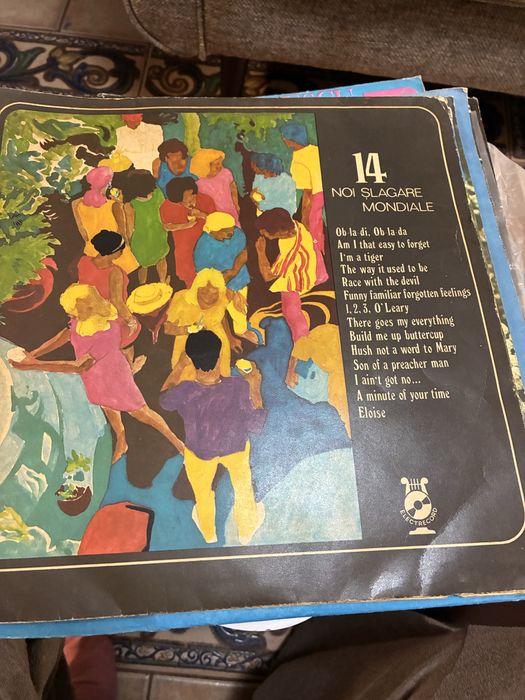 14
NOI ȘLAGARE
MONDIALE
Ob la di, Ob la da
Am I that easy to forget
I'm a tiger
The way it used to be
Race with the devil
Funny familiar forgotten feelings
1, 2, 3, O'Leary
There goes my everything
Build me up buttercup
Hush not a word to Mary
Son of a preacher man
I ain't got no...
A minute of your time
Eloise
ELECTRECORD